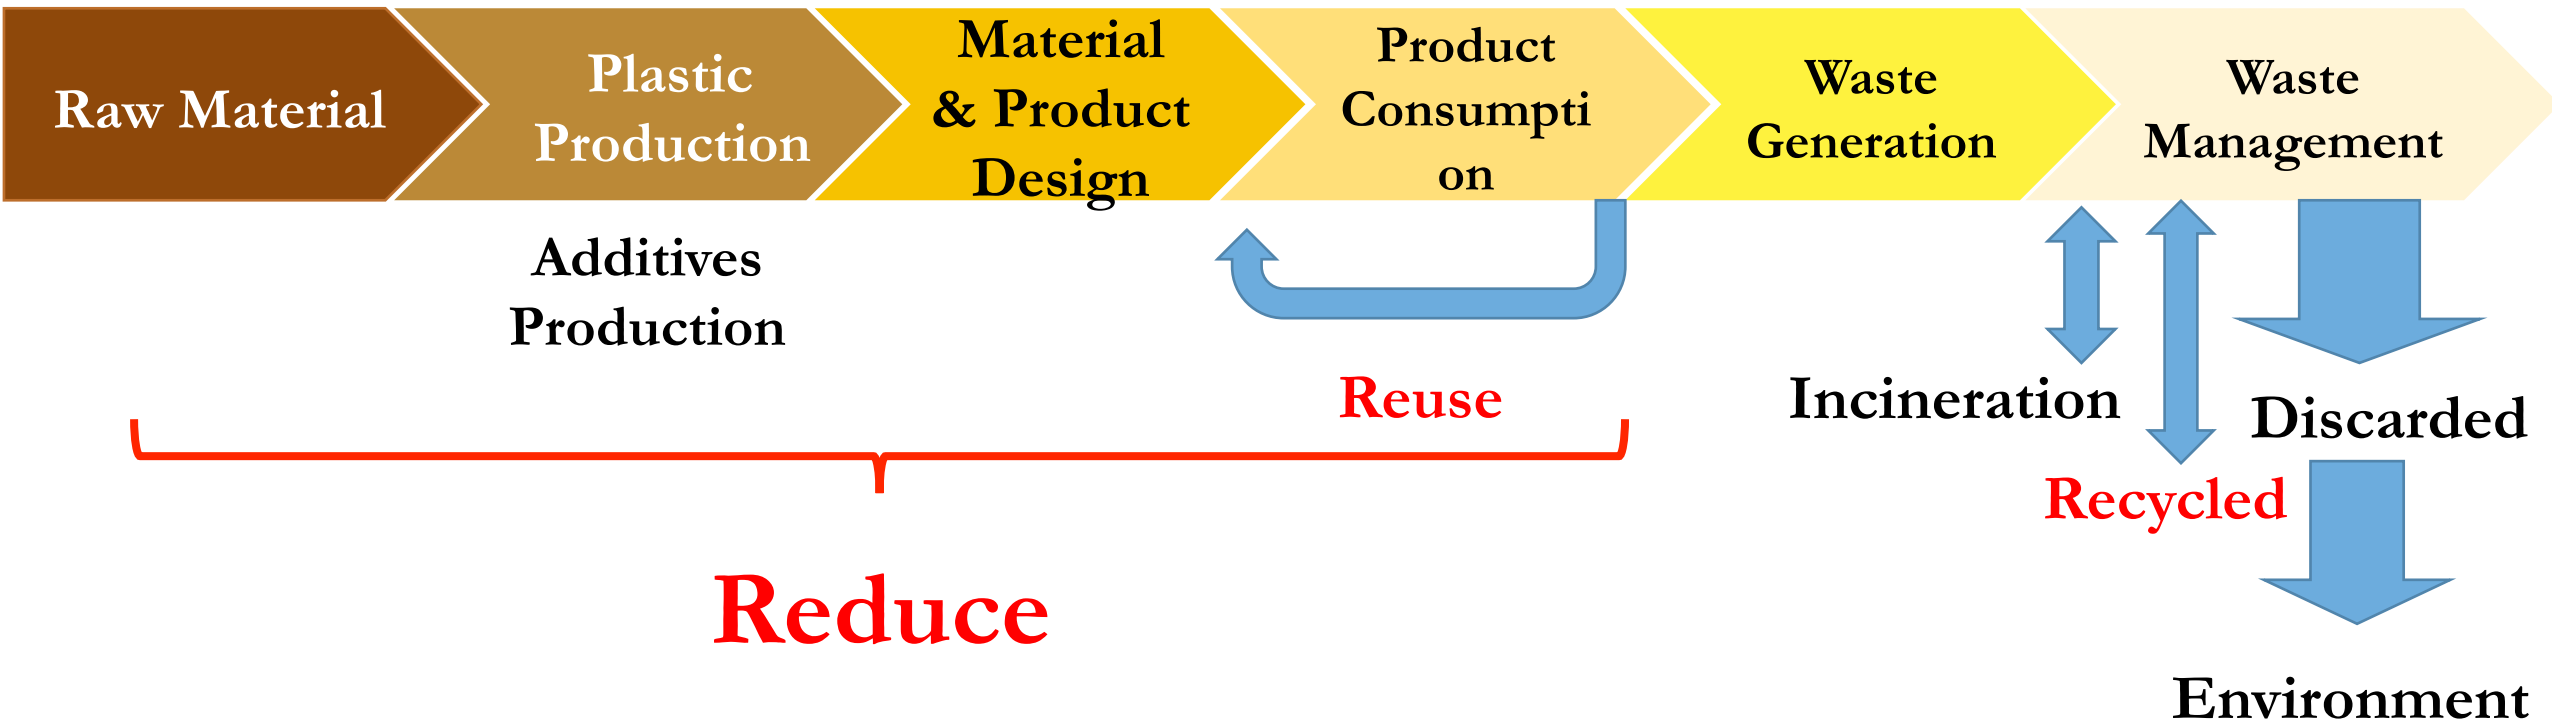 Raw Material
Plastic
Production
Material
& Product
Design
Product
Consumpti
on
Waste
Generation
Waste
Management
Additives
Production
Reuse
Incineration
Discarded
Recycled
Reduce
Environment